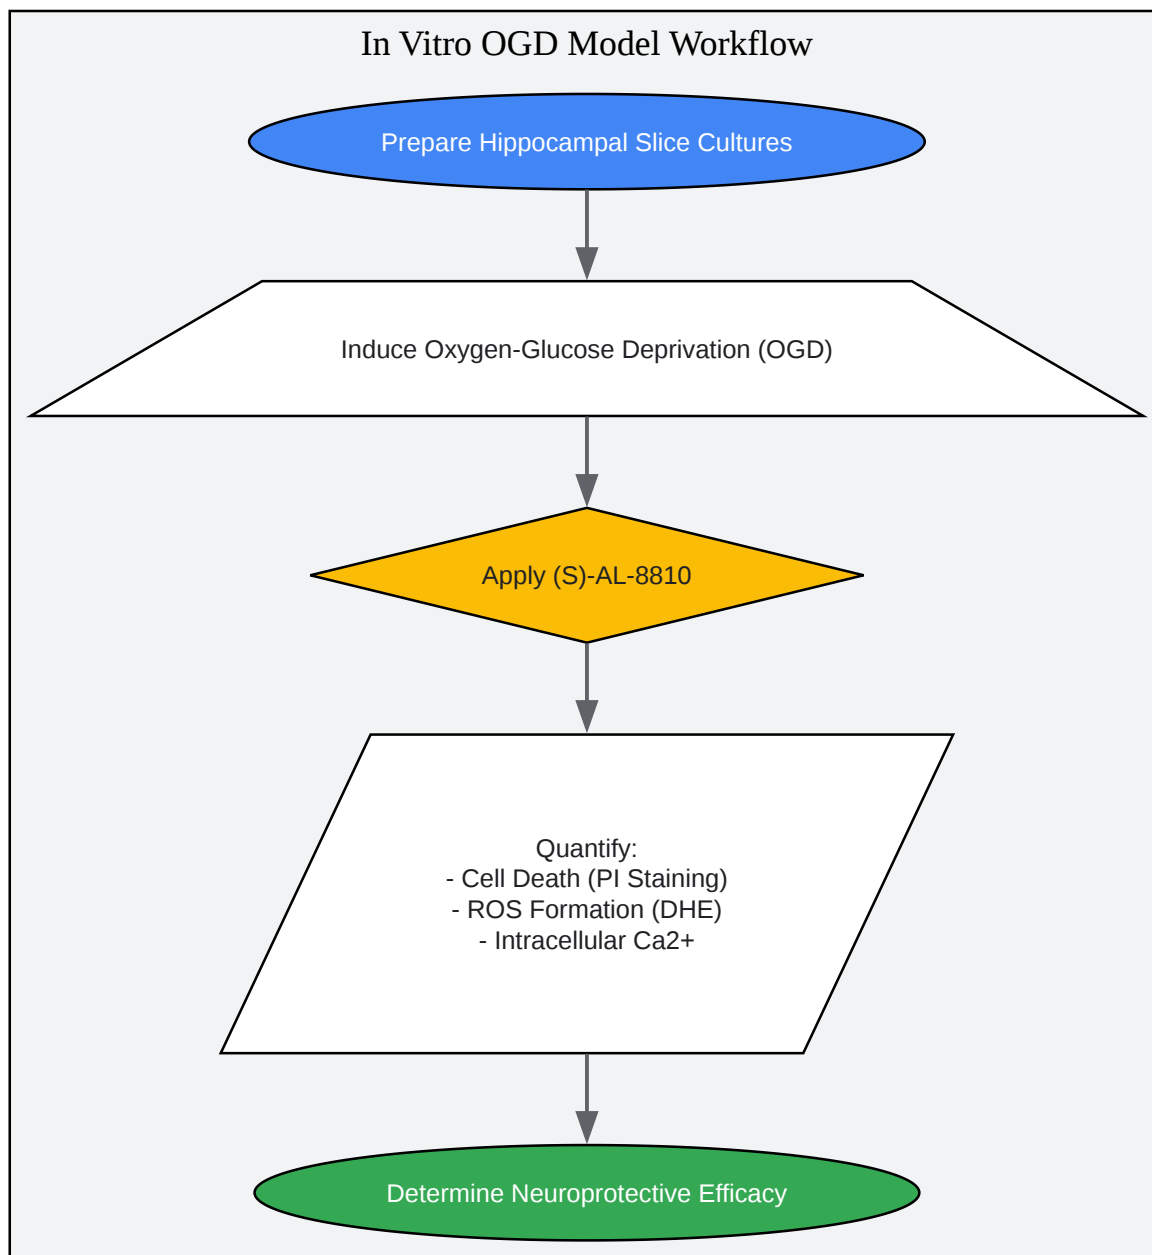 In Vitro OGD Model Workflow
Prepare Hippocampal Slice Cultures
Induce Oxygen-Glucose Deprivation (OGD)
Apply (S)-AL-8810
Quantify:
- Cell Death (PI Staining)
- ROS Formation (DHE)
- Intracellular Ca2+
Determine Neuroprotective Efficacy